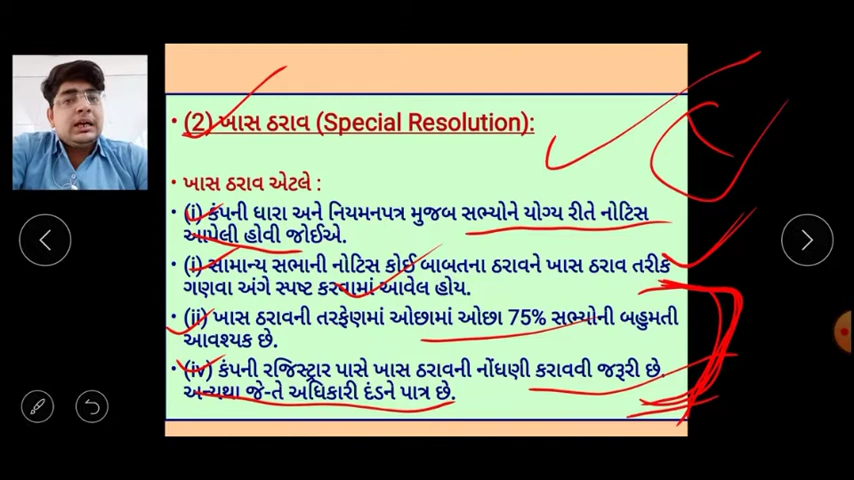 • (2) ખાસ ઠરાવ (Special Resolution):
• ખાસ ઠરાવ એટલે :
• (i) કંપની ધારા અને નિયમનપત્ર મુજબ સભ્યોને યોગ્ય રીતે નોટિસ
આપેલી હોવી જોઈએ.
• (i) સામાન્ય સભાની નોટિસ કોઈ બાબતના ઠરાવને ખાસ ઠરાવ તરીકે
ગણવા અંગે સ્પષ્ટ કરવામાં આવેલ હોય.
• (ii) ખાસ ઠરાવની તરફેણમાં ઓછામાં ઓછા 75% સભ્યોની બહુમતી
આવશ્યક છે.
• (iv) કંપની રજિસ્ટ્રાર પાસે ખાસ ઠરાવની નોંધણી કરાવવી જરૂરી છે.
અન્યથા જે-તે અધિકારી દંડને પાત્ર છે.